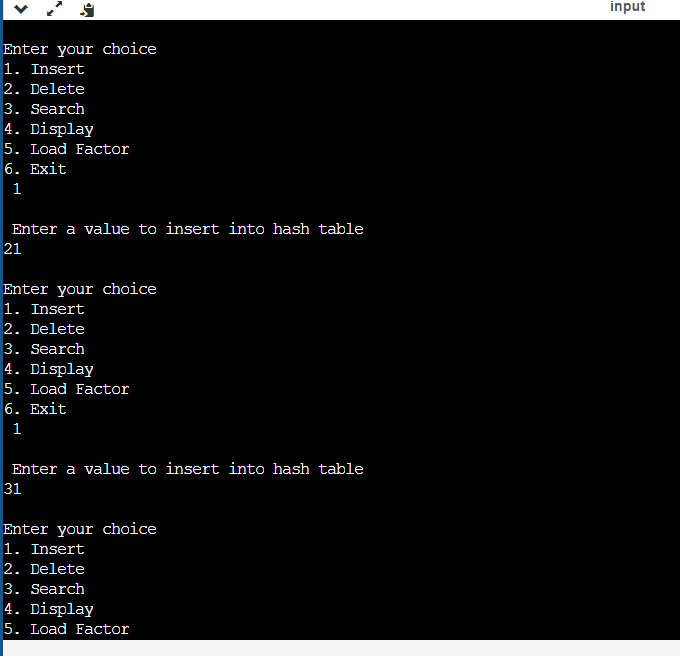 input
Enter your choice
1. Insert
2. Delete
3. Search
4. Display
5. Load Factor
6. Exit
1
Enter a value to insert into hash table
21
Enter your choice
1. Insert
2. Delete
3. Search
4. Display
5. Load Factor
6. Exit
1
Enter a value to insert into hash table
31
Enter your choice
1. Insert
2. Delete
3. Search
4. Display
5. Load Factor